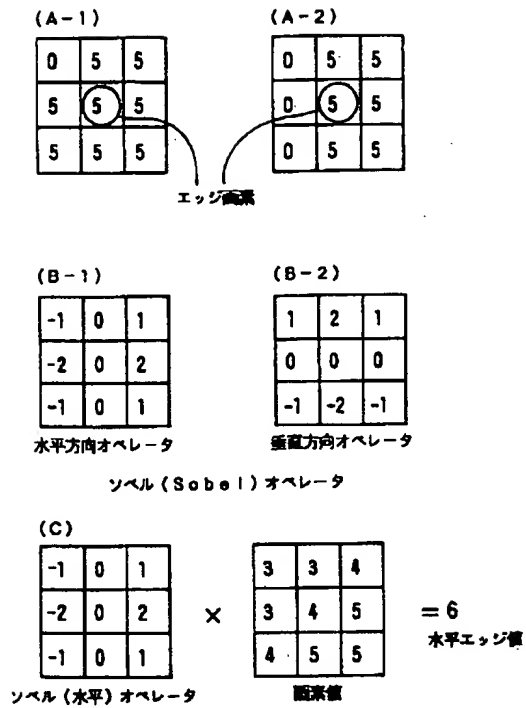 (A-1) (A-2)
0 5 5 0 5 5
5 5 5 0 5 5
5 5 5 0 5 5
エッジ画素
(B-1) (B-2)
-1 0 1 1 2 1
-2 0 2 0 0 0
-1 0 1 -1 -2 -1
水平方向オペレータ 垂直方向オペレータ
ソベル(Sobel)オペレータ
(C)
-1 0 1 3 3 4
-2 0 2 × 3 4 5 =6
-1 0 1 4 5 5 水平エッジ値
ソベル(水平)オペレータ 画素値